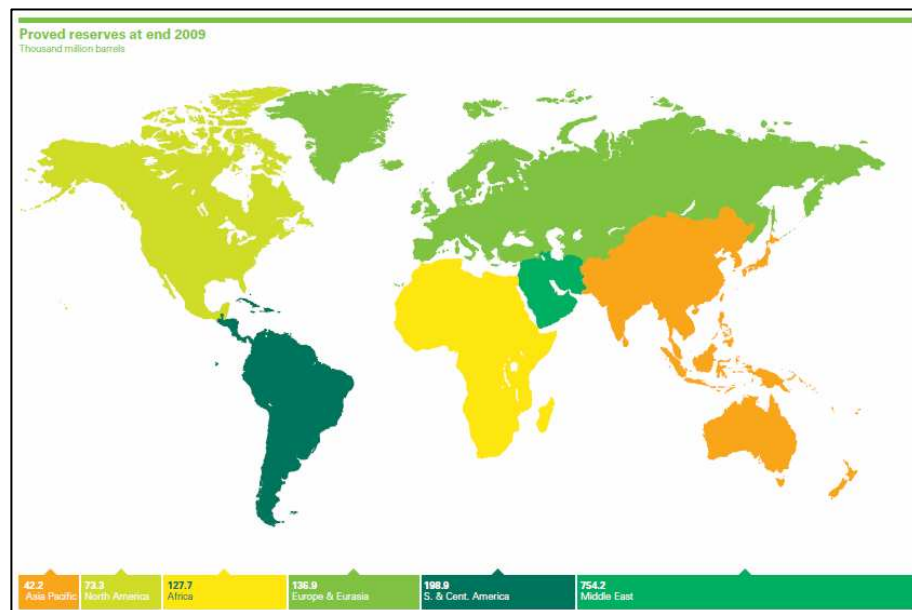 Proved reserves at end 2009
Thousand million barrels
42.2
Asia Pacific
73.3
North America
127.7
Africa
136.9
Europe & Eurasia
198.9
S. & Cent. America
754.2
Middle East